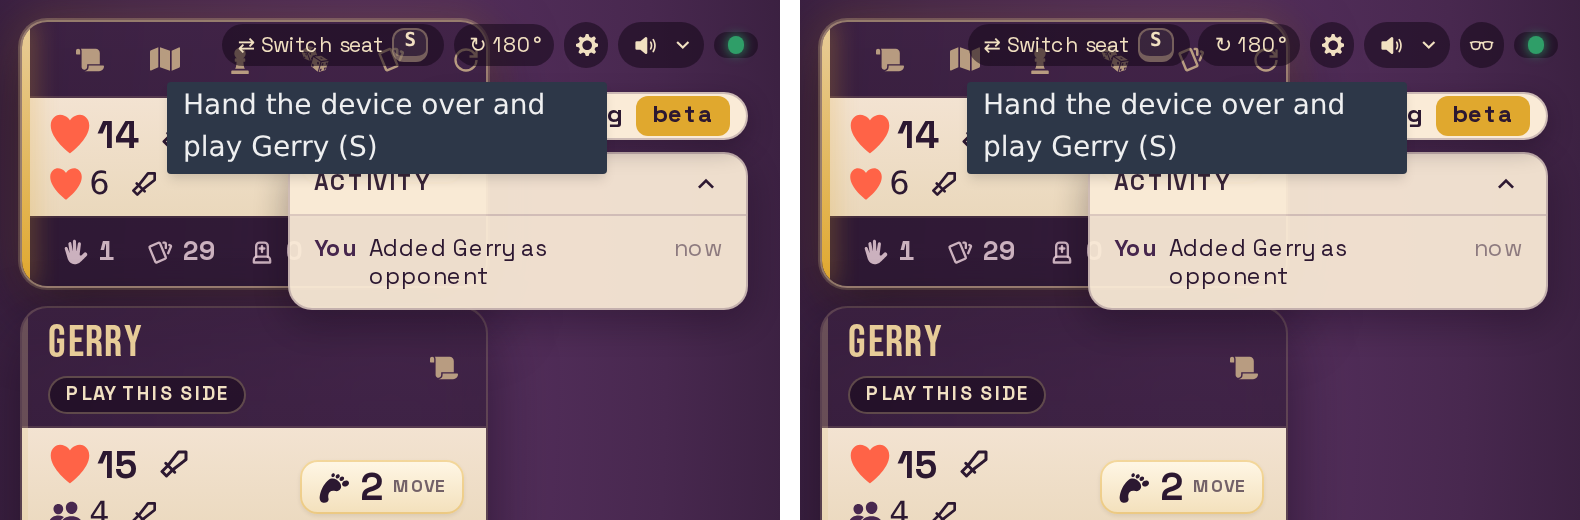 ⇄ Switch seat S ↻ 180°
Hand the device over and
play Gerry (S)
g beta
14
6
ACTIVITY
1 29 0
You Added Gerry as
opponent
now
GERRY
PLAY THIS SIDE
15
2 MOVE
4
⇄ Switch seat S ↻ 180°
Hand the device over and
play Gerry (S)
g beta
14
6
ACTIVITY
1 29 0
You Added Gerry as
opponent
now
GERRY
PLAY THIS SIDE
15
2 MOVE
4